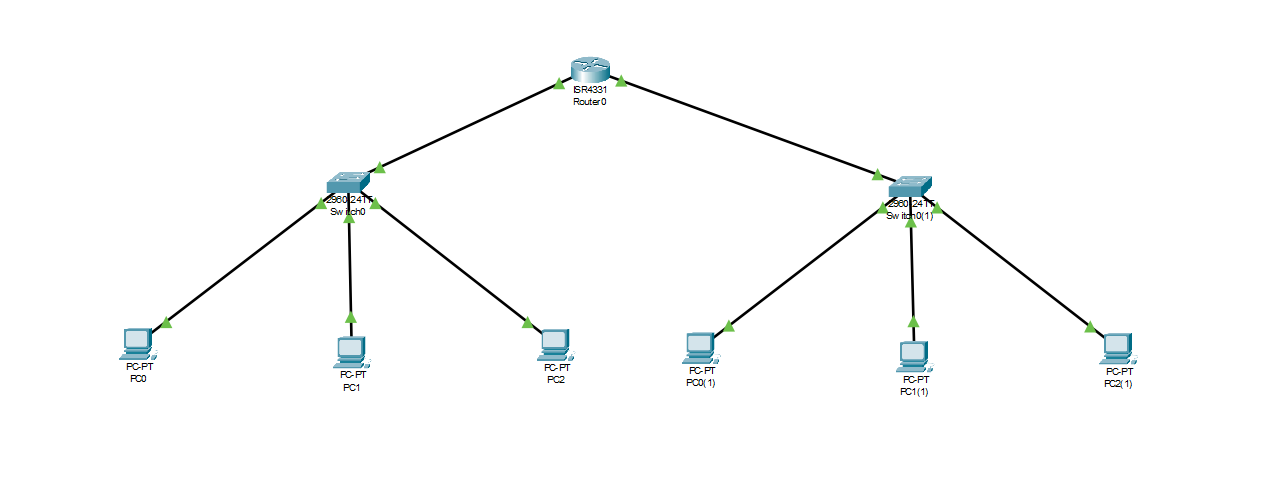 ISR4331
Router0
2960-24TT
Switch0
2960-24TT
Switch0(1)
PC-PT
PC0
PC-PT
PC1
PC-PT
PC2
PC-PT
PC0(1)
PC-PT
PC1(1)
PC-PT
PC2(1)